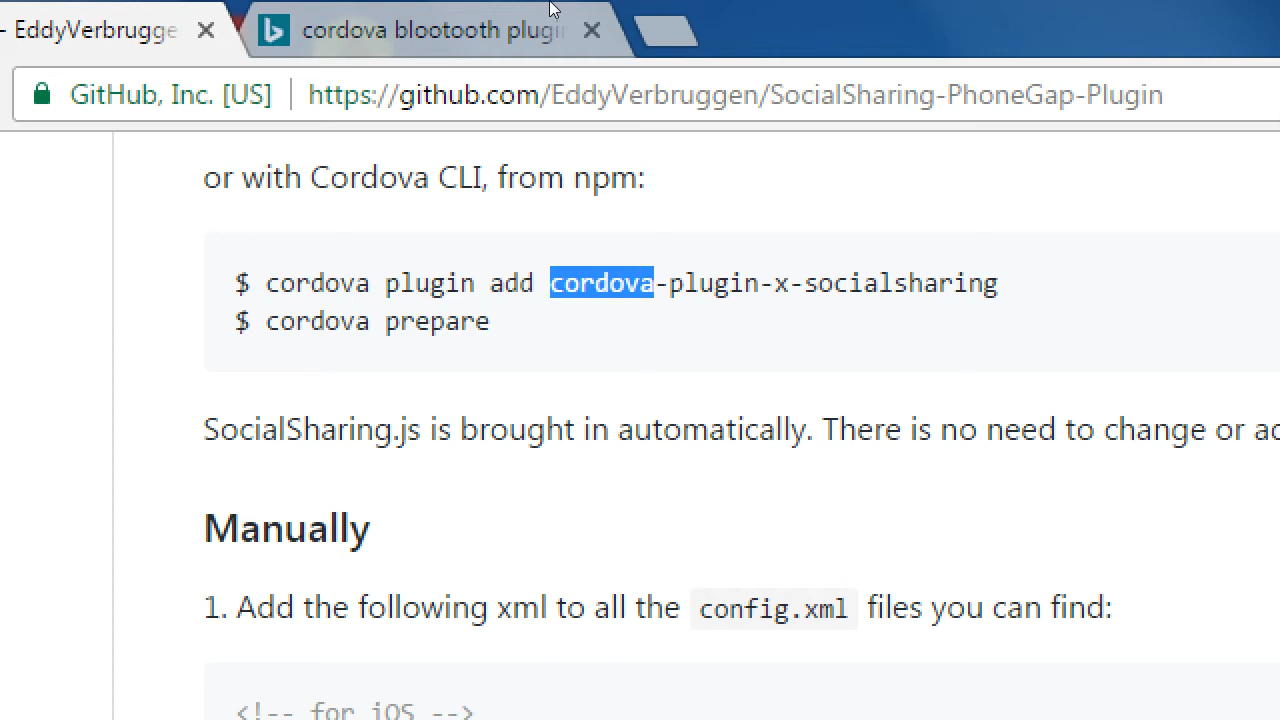 - EddyVerbrugge
cordova blootooth plugi
GitHub, Inc. [US] https://github.com/EddyVerbruggen/SocialSharing-PhoneGap-Plugin
or with Cordova CLI, from npm:
$ cordova plugin add cordova-plugin-x-socialsharing
$ cordova prepare
SocialSharing.js is brought in automatically. There is no need to change or ad
Manually
1. Add the following xml to all the config.xml files you can find:
<!-- for iOS -->